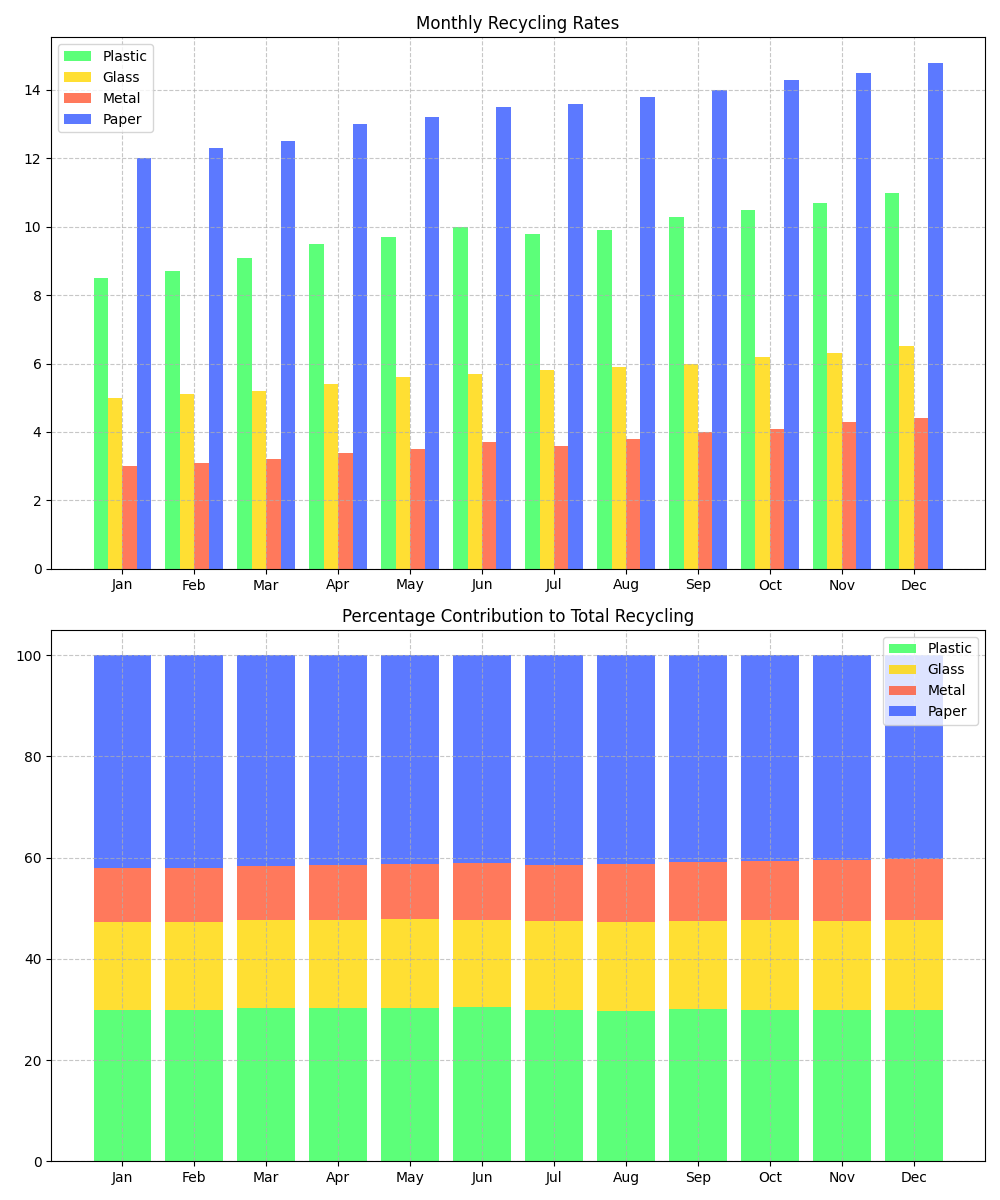 Monthly Recycling Rates
Plastic
Glass
Metal
Paper
14
12
10
8
6
4
2
0
Jan Feb Mar Apr May Jun Jul Aug Sep Oct Nov Dec
Percentage Contribution to Total Recycling
Plastic
Glass
Metal
Paper
100
80
60
40
20
0
Jan Feb Mar Apr May Jun Jul Aug Sep Oct Nov Dec